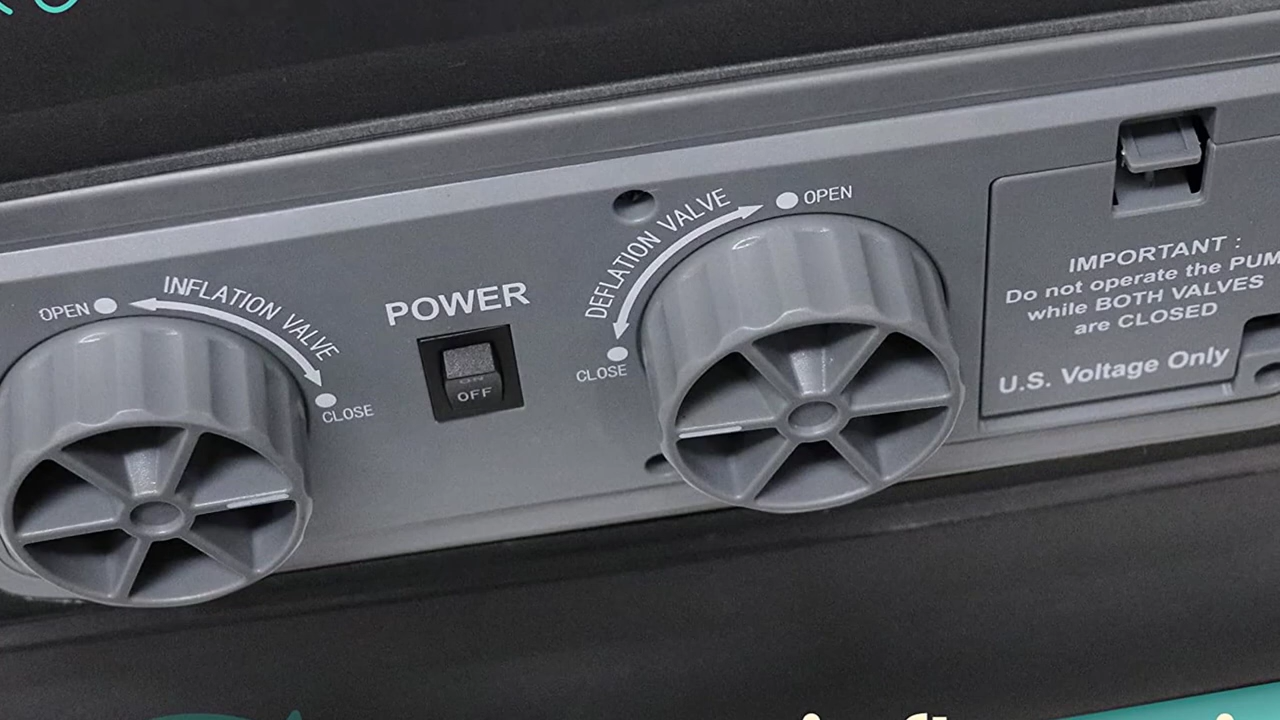 OPEN
INFLATION VALVE
CLOSE
POWER
ON
OFF
DEFLATION VALVE
OPEN
CLOSE
IMPORTANT :
Do not operate the PUM
while BOTH VALVES
are CLOSED
U.S. Voltage Only